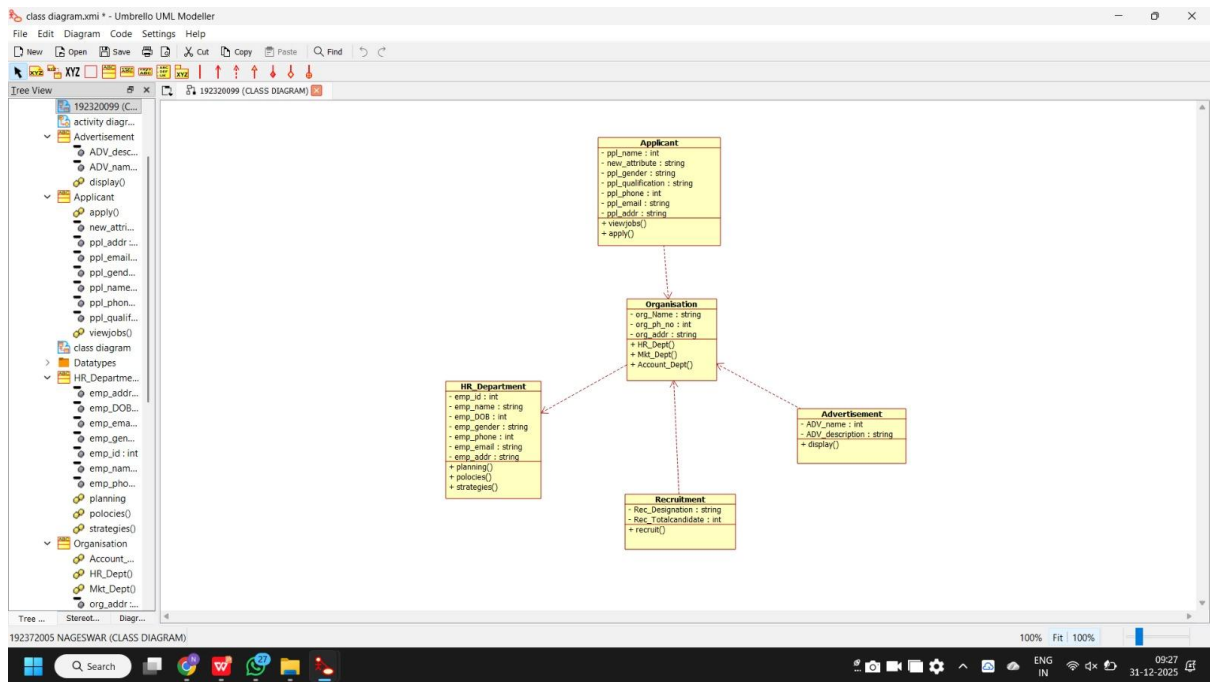 class diagram.xmi * - Umbrello UML Modeller
File Edit Diagram Code Settings Help
New Open Save Cut Copy Paste Find
XYZ
Tree View
192320099 (CLASS DIAGRAM)
192320099 (C...
activity diagr...
Advertisement
ADV_desc...
ADV_nam...
display()
Applicant
apply()
new_attri...
ppl_addr :...
ppl_email...
ppl_gend...
ppl_name...
ppl_phon...
ppl_qualif...
viewjobs()
class diagram
Datatypes
HR_Departme...
emp_addr...
emp_DOB...
emp_ema...
emp_gen...
emp_id : int
emp_nam...
emp_pho...
planning
polocies()
strategies()
Organisation
Account_...
HR_Dept()
Mkt_Dept()
org_addr :...
Tree ... Stereot... Diagr...
Applicant
- ppl_name : int
- new_attribute : string
- ppl_gender : string
- ppl_qualification : string
- ppl_phone : int
- ppl_email : string
- ppl_addr : string
+ viewjobs()
+ apply()
Organisation
- org_Name : string
- org_ph_no : int
- org_addr : string
+ HR_Dept()
+ Mkt_Dept()
+ Account_Dept()
HR_Department
- emp_id : int
- emp_name : string
- emp_DOB : int
- emp_gender : string
- emp_phone : int
- emp_email : string
- emp_addr : string
+ planning()
+ polocies()
+ strategies()
Advertisement
- ADV_name : int
- ADV_description : string
+ display()
Recruitment
- Rec_Designation : string
- Rec_Totalcandidate : int
+ recruit()
192372005 NAGESWAR (CLASS DIAGRAM)
100% Fit 100%
Search
27
ENG
IN
09:27
31-12-2025